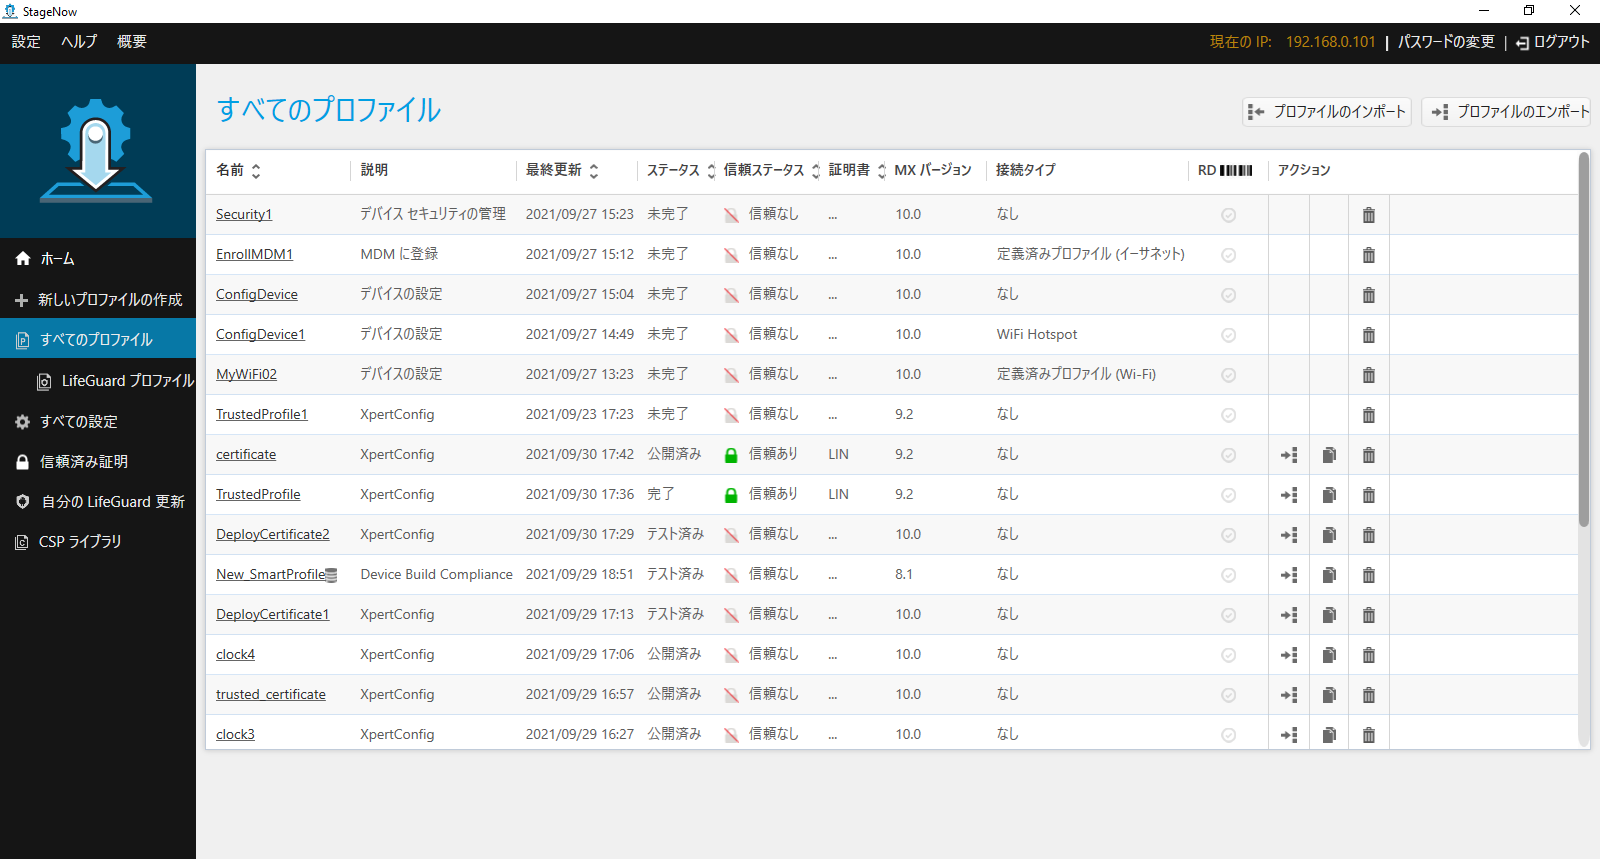 StageNow
設定 ヘルプ 概要 現在の IP: 192.168.0.101 | パスワードの変更 | ログアウト
すべてのプロファイル
プロファイルのインポート プロファイルのエンポート
ホーム
新しいプロファイルの作成
すべてのプロファイル
LifeGuard プロファイル
すべての設定
信頼済み証明
自分の LifeGuard 更新
CSP ライブラリ
名前 説明 最終更新 ステータス 信頼ステータス 証明書 MX バージョン 接続タイプ RD アクション
Security1 デバイス セキュリティの管理 2021/09/27 15:23 未完了 信頼なし ... 10.0 なし
EnrollMDM1 MDM に登録 2021/09/27 15:12 未完了 信頼なし ... 10.0 定義済みプロファイル (イーサネット)
ConfigDevice デバイスの設定 2021/09/27 15:04 未完了 信頼なし ... 10.0 なし
ConfigDevice1 デバイスの設定 2021/09/27 14:49 未完了 信頼なし ... 10.0 WiFi Hotspot
MyWiFi02 デバイスの設定 2021/09/27 13:23 未完了 信頼なし ... 10.0 定義済みプロファイル (Wi-Fi)
TrustedProfile1 XpertConfig 2021/09/23 17:23 未完了 信頼なし ... 9.2 なし
certificate XpertConfig 2021/09/30 17:42 公開済み 信頼あり LIN 9.2 なし
TrustedProfile XpertConfig 2021/09/30 17:36 完了 信頼あり LIN 9.2 なし
DeployCertificate2 XpertConfig 2021/09/30 17:29 テスト済み 信頼なし ... 10.0 なし
New_SmartProfile Device Build Compliance 2021/09/29 18:51 テスト済み 信頼なし ... 8.1 なし
DeployCertificate1 XpertConfig 2021/09/29 17:13 テスト済み 信頼なし ... 10.0 なし
clock4 XpertConfig 2021/09/29 17:06 公開済み 信頼なし ... 10.0 なし
trusted_certificate XpertConfig 2021/09/29 16:57 公開済み 信頼なし ... 10.0 なし
clock3 XpertConfig 2021/09/29 16:27 公開済み 信頼なし ... 10.0 なし